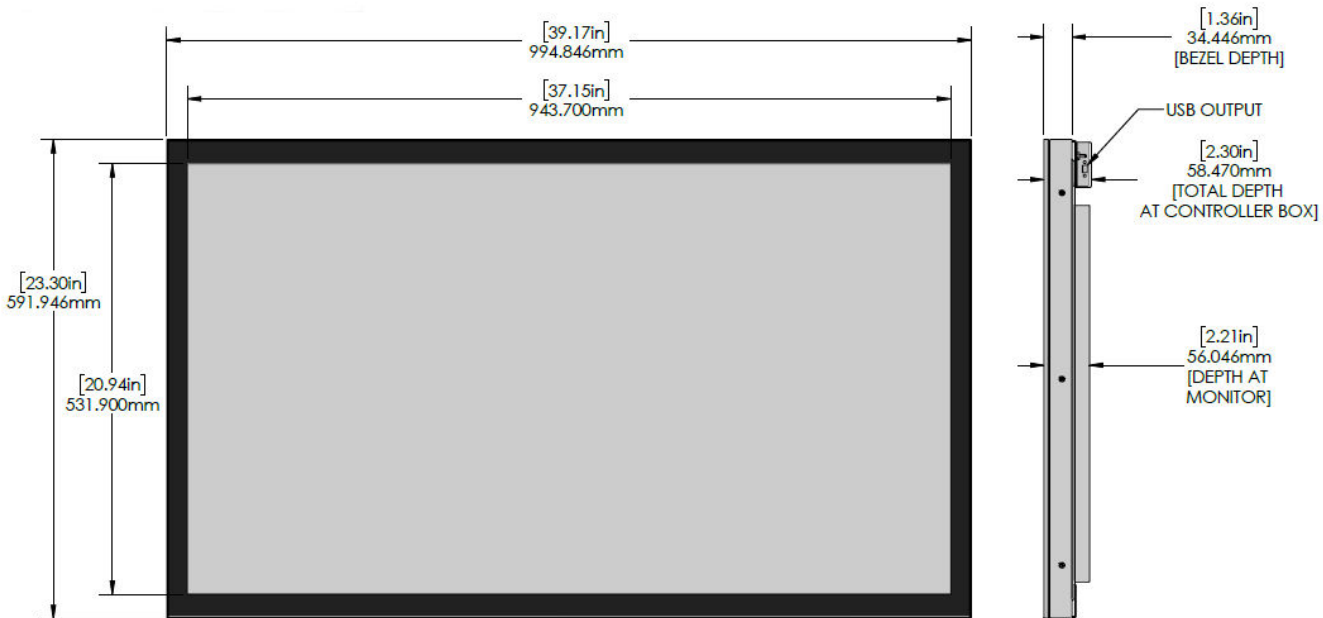 [39.17in]
994.846mm
[37.15in]
943.700mm
[1.36in]
34.446mm
[BEZEL DEPTH]
USB OUTPUT
[2.30in]
58.470mm
[TOTAL DEPTH
AT CONTROLLER BOX]
[23.30in]
591.946mm
[20.94in]
531.900mm
[2.21in]
56.046mm
[DEPTH AT
MONITOR]